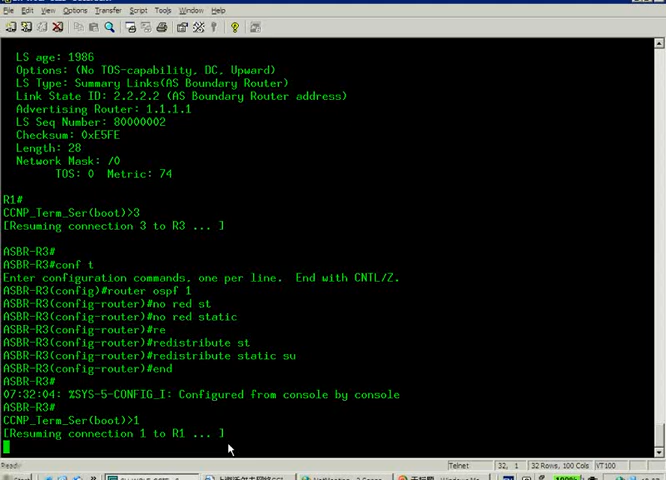 File Edit View Options Transfer Script Tools Window Help
LS age: 1986
Options: (No TOS-capability, DC, Upward)
LS Type: Summary Links(AS Boundary Router)
Link State ID: 2.2.2.2 (AS Boundary Router address)
Advertising Router: 1.1.1.1
LS Seq Number: 80000002
Checksum: 0xE5FE
Length: 28
Network Mask: /0
TOS: 0 Metric: 74
R1#
CCNP_Term_Ser(boot)>3
[Resuming connection 3 to R3 ... ]
ASBR-R3#
ASBR-R3#conf t
Enter configuration commands, one per line. End with CNTL/Z.
ASBR-R3(config)#router ospf 1
ASBR-R3(config-router)#no red st
ASBR-R3(config-router)#no red static
ASBR-R3(config-router)#re
ASBR-R3(config-router)#redistribute st
ASBR-R3(config-router)#redistribute static su
ASBR-R3(config-router)#end
ASBR-R3#
07:32:04: %SYS-5-CONFIG_I: Configured from console by console
ASBR-R3#
CCNP_Term_Ser(boot)>1
[Resuming connection 1 to R1 ... ]
Ready Telnet 32, 1 32 Rows, 100 Cols VT100